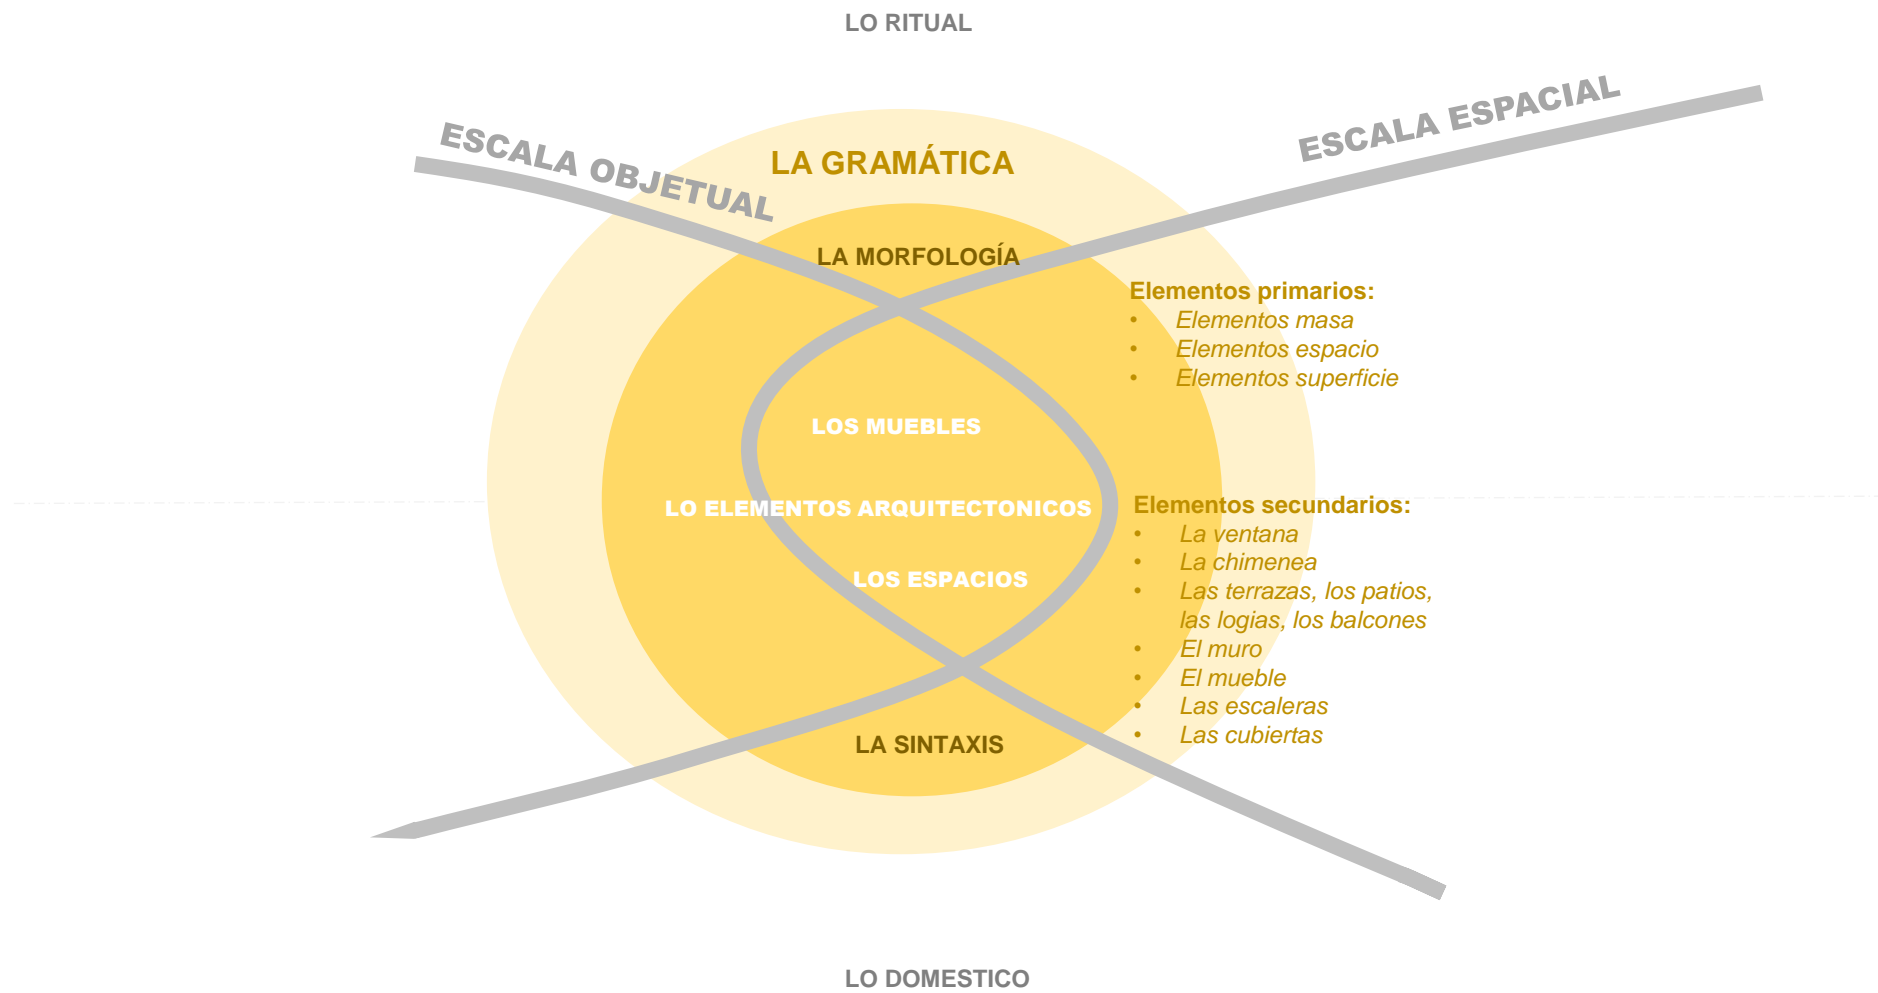 LO RITUAL
ESCALA OBJETUAL
ESCALA ESPACIAL
LA GRAMÁTICA
LA MORFOLOGÍA
Elementos primarios:
• Elementos masa
• Elementos espacio
• Elementos superficie
LOS MUEBLES
LO ELEMENTOS ARQUITECTONICOS
LOS ESPACIOS
Elementos secundarios:
• La ventana
• La chimenea
• Las terrazas, los patios,
las logias, los balcones
• El muro
• El mueble
• Las escaleras
• Las cubiertas
LA SINTAXIS
LO DOMESTICO